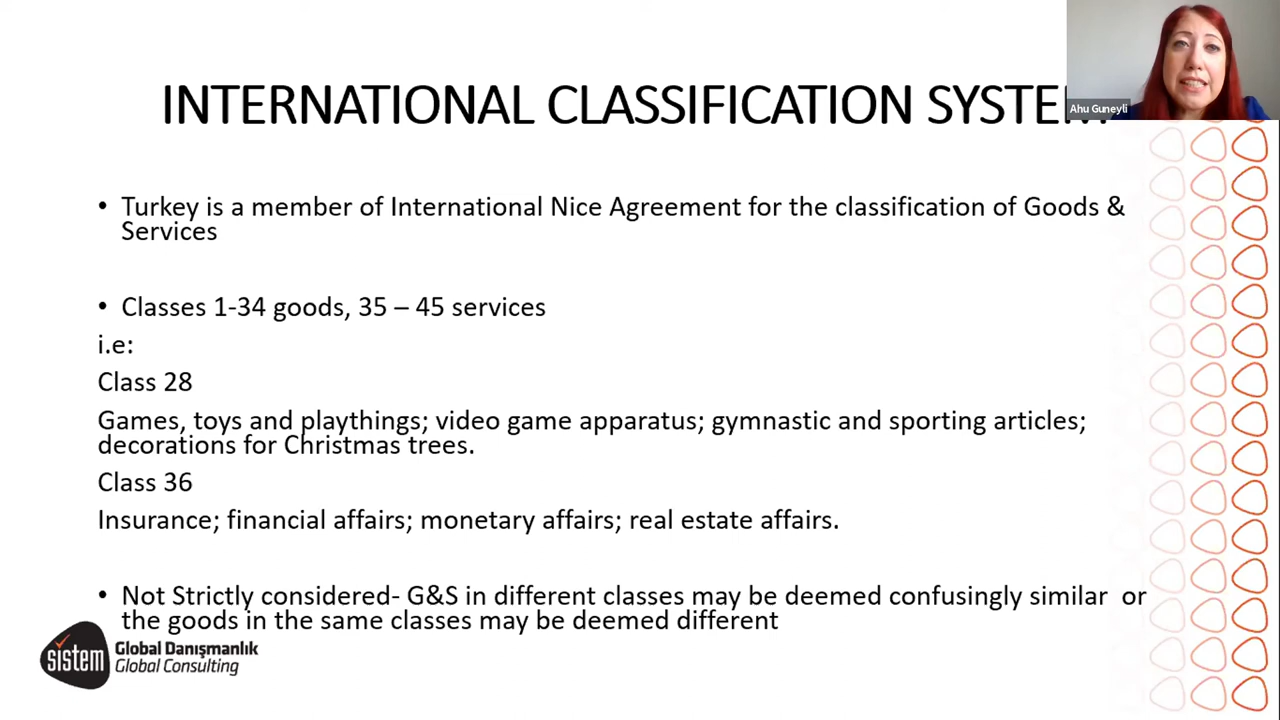 INTERNATIONAL CLASSIFICATION SYSTEM
Ahu Guneyli
• Turkey is a member of International Nice Agreement for the classification of Goods &
Services
• Classes 1-34 goods, 35 – 45 services
i.e:
Class 28
Games, toys and playthings; video game apparatus; gymnastic and sporting articles;
decorations for Christmas trees.
Class 36
Insurance; financial affairs; monetary affairs; real estate affairs.
• Not Strictly considered- G&S in different classes may be deemed confusingly similar or
the goods in the same classes may be deemed different
sistem
Global Danışmanlık
Global Consulting